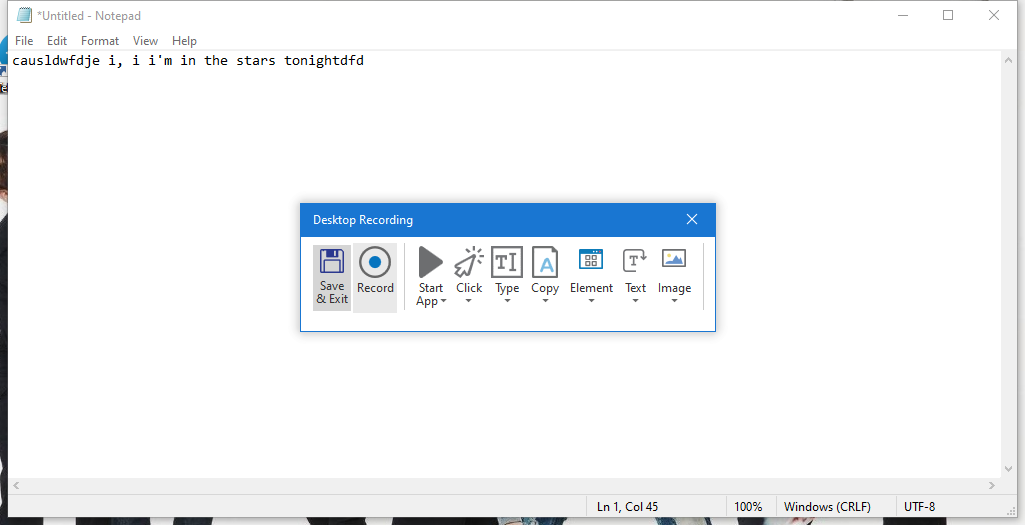 *Untitled - Notepad
File Edit Format View Help
causldwfdje i, i i'm in the stars tonightdfd
Desktop Recording
Save
& Exit
Record
Start
App
Click
Type
Copy
Element
Text
Image
Ln 1, Col 45
100%
Windows (CRLF)
UTF-8